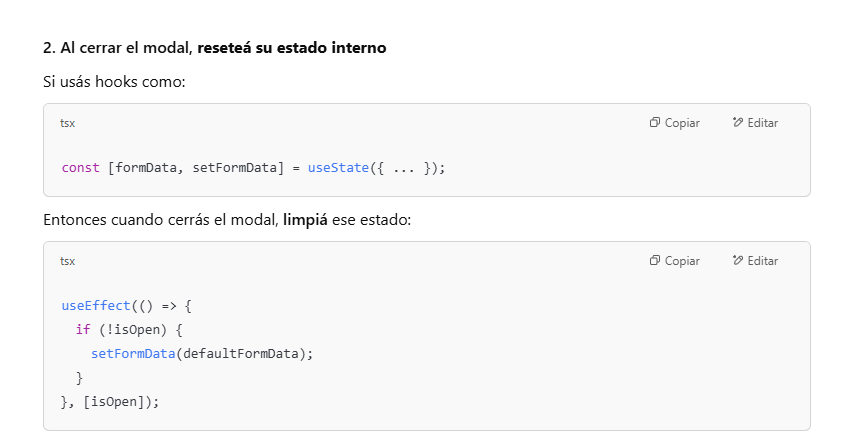 2. Al cerrar el modal, reseteá su estado interno
Si usás hooks como:
tsx
Copiar
Editar
const [formData, setFormData] = useState({ ... });
Entonces cuando cerrás el modal, limpiá ese estado:
tsx
Copiar
Editar
useEffect(() => {
  if (!isOpen) {
    setFormData(defaultFormData);
  }
}, [isOpen]);